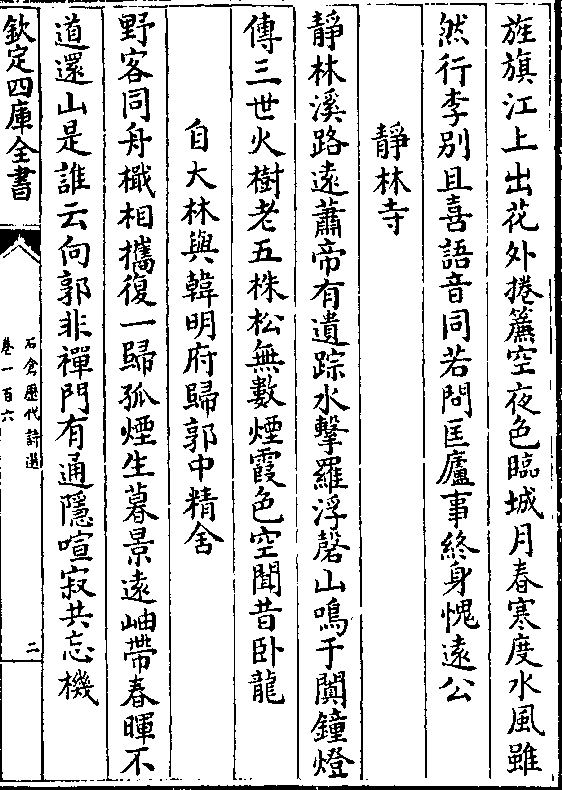 旌旗江上出花外捲簾空夜色臨城月春寒度水風雖
然行李别且喜語音同若問匡廬事終身愧遠公
靜林寺
靜林溪路遠蕭帝有遺踪水擊羅浮磬山鳴于闐鐘燈
傳三世火樹老五株松無數煙霞色空聞昔卧龍
自大林與韓明府歸郭中精舍
野客同舟檝相攜復一歸孤煙生暮景遠岫帶春暉不
道還山是誰云向郭非禪門有通隱喧寂共忘機
欽定四庫全書
石倉歷代詩選
卷一百六
二